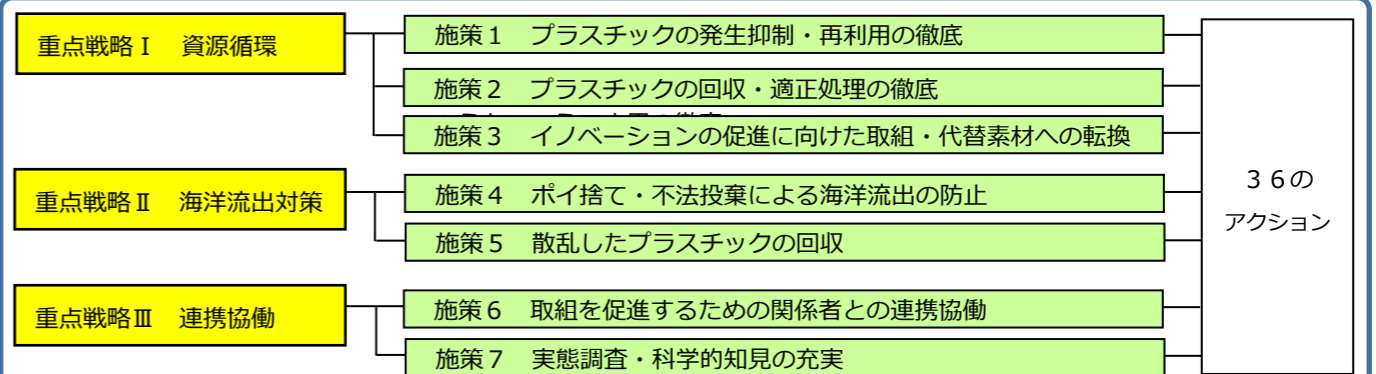 重点戦略Ⅰ　資源循環
施策１　プラスチックの発生抑制・再利用の徹底
施策２　プラスチックの回収・適正処理の徹底
施策３　イノベーションの促進に向けた取組・代替素材への転換
重点戦略Ⅱ　海洋流出対策
施策４　ポイ捨て・不法投棄による海洋流出の防止
施策５　散乱したプラスチックの回収
重点戦略Ⅲ　連携協働
施策６　取組を促進するための関係者との連携協働
施策７　実態調査・科学的知見の充実
３６の
アクション